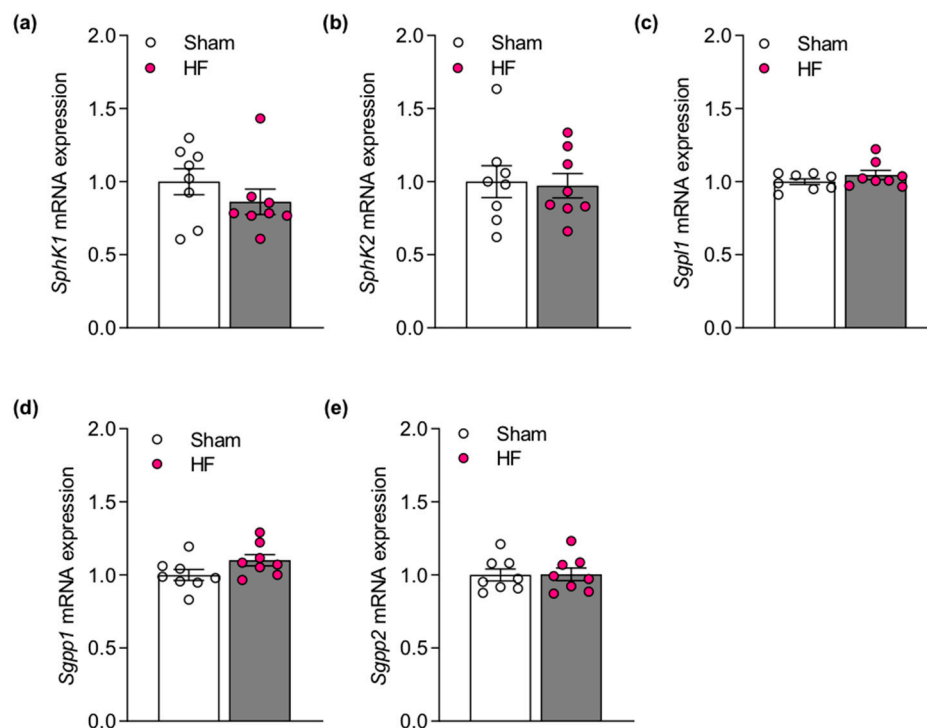 (a)
SphK1 mRNA expression
2.0
1.5
1.0
0.5
0.0
Sham
HF
(b)
SphK2 mRNA expression
2.0
1.5
1.0
0.5
0.0
Sham
HF
(c)
Sgpl1 mRNA expression
2.0
1.5
1.0
0.5
0.0
Sham
HF
(d)
Sgpp1 mRNA expression
2.0
1.5
1.0
0.5
0.0
Sham
HF
(e)
Sgpp2 mRNA expression
2.0
1.5
1.0
0.5
0.0
Sham
HF